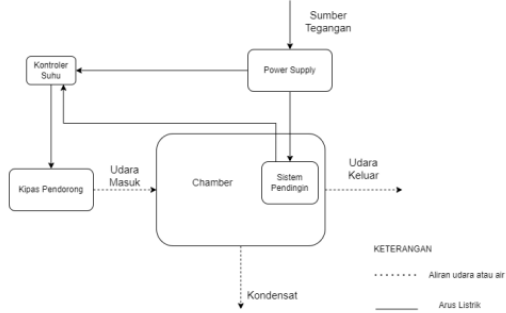 Sumber
Tegangan
Kontroler
Suhu
Power Supply
Udara
Masuk
Chamber
Sistem
Pendingin
Udara
Keluar
Kipas Pendorong
KETERANGAN
Aliran udara atau air
Kondensat
Arus Listrik